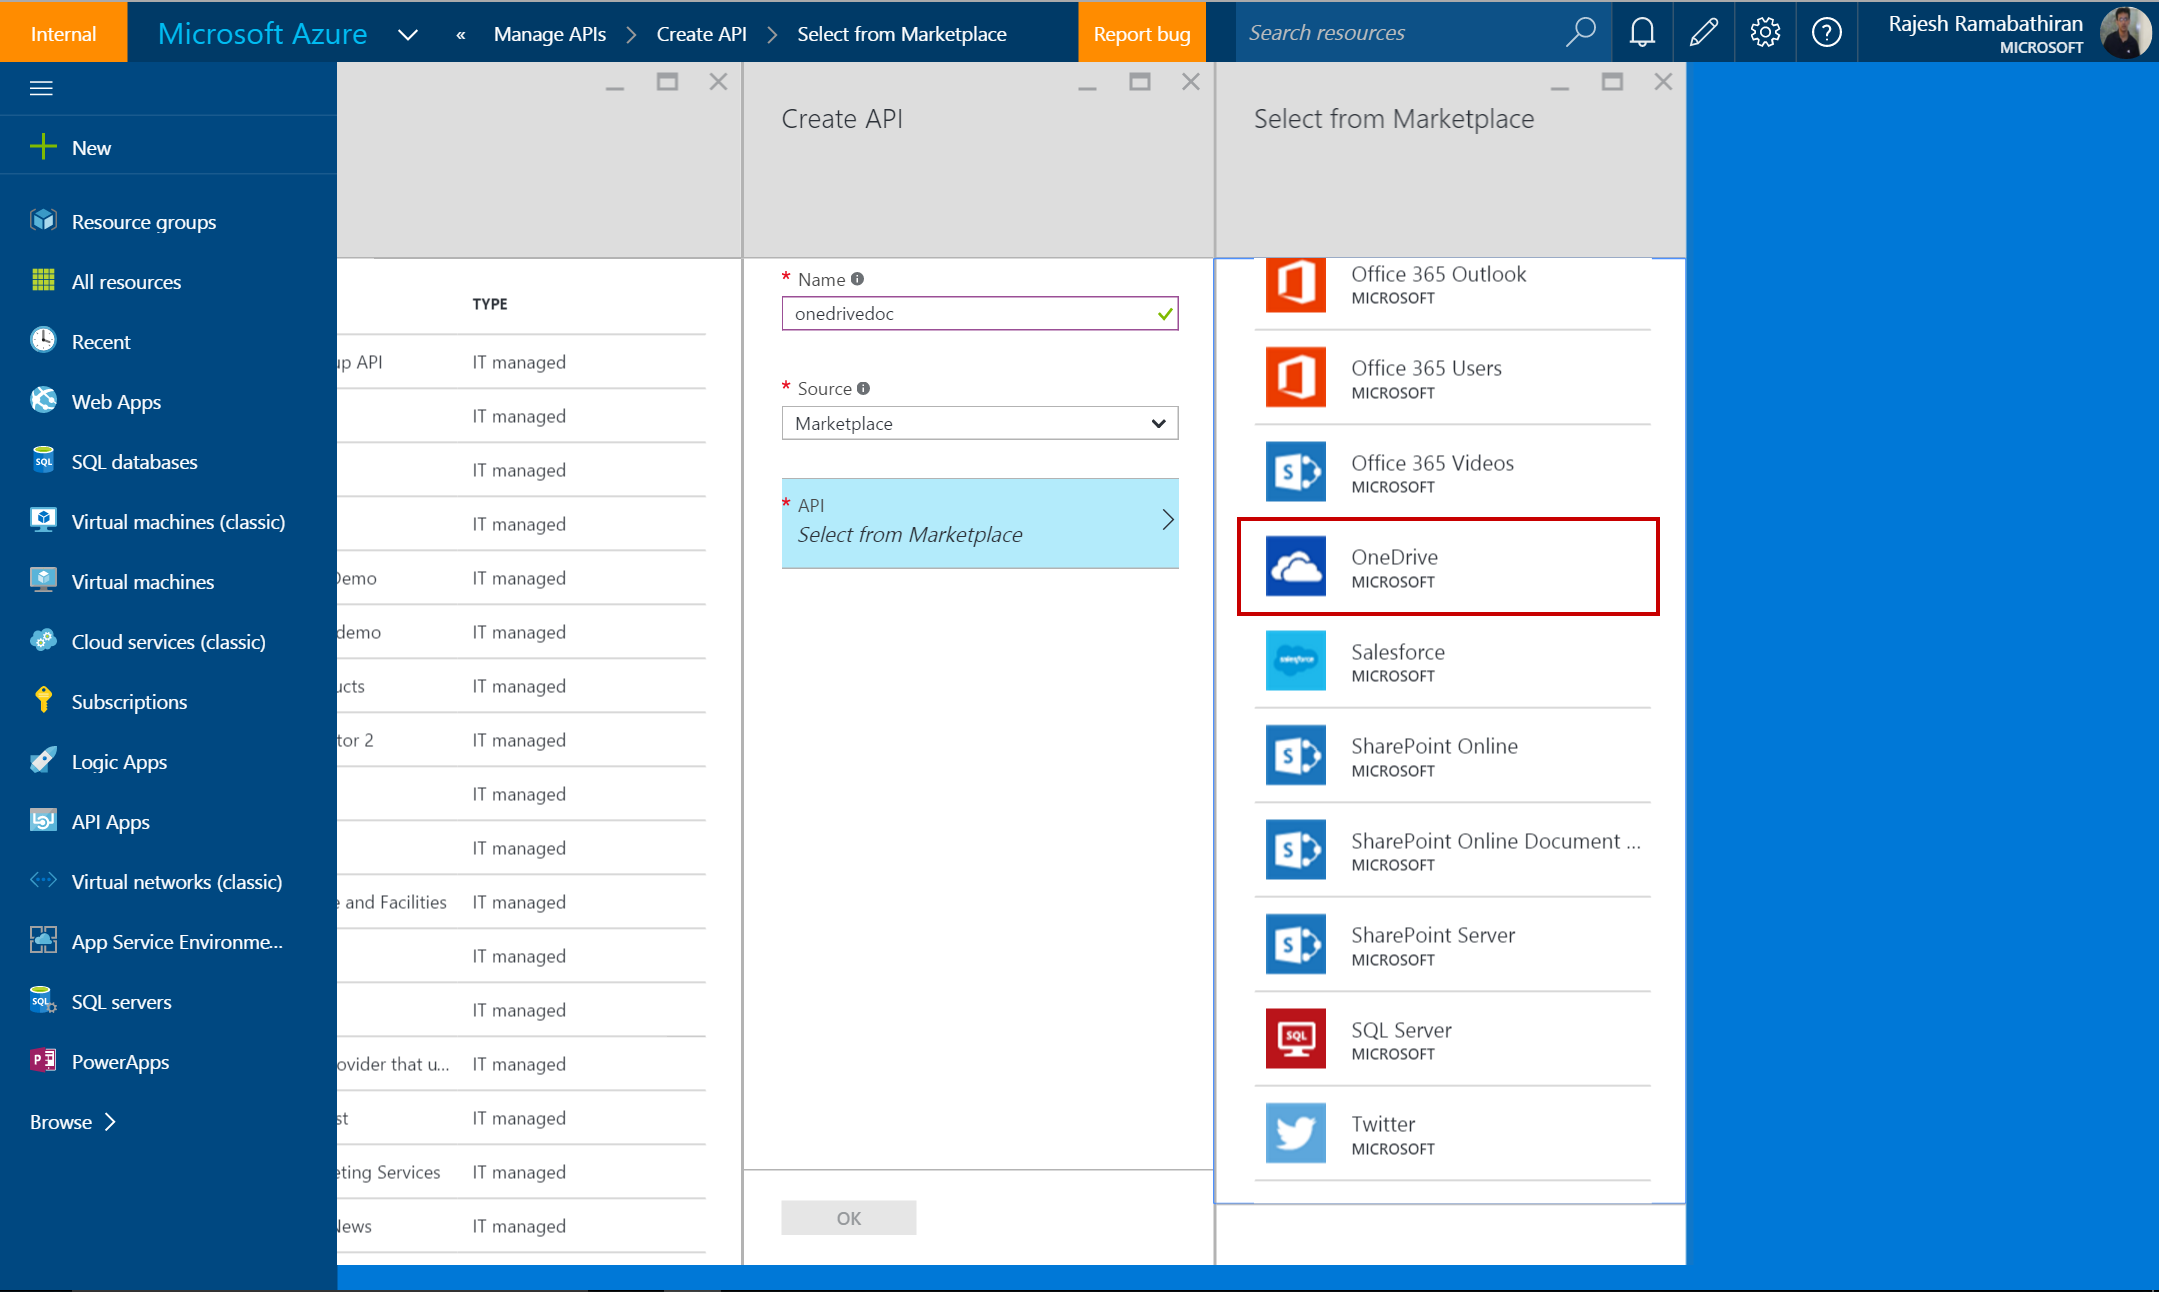 Internal
Microsoft Azure
«
Manage APIs
Create API
Select from Marketplace
Report bug
Search resources
Rajesh Ramabathiran
MICROSOFT
New
Resource groups
All resources
Recent
Web Apps
SQL databases
Virtual machines (classic)
Virtual machines
Cloud services (classic)
Subscriptions
Logic Apps
API Apps
Virtual networks (classic)
App Service Environme...
SQL servers
PowerApps
Browse
TYPE
up API IT managed
IT managed
IT managed
IT managed
Demo IT managed
demo IT managed
ucts IT managed
tor 2 IT managed
IT managed
IT managed
e and Facilities IT managed
IT managed
IT managed
ovider that u... IT managed
st IT managed
eting Services IT managed
News IT managed
Create API
* Name
onedrivedoc
* Source
Marketplace
* API
Select from Marketplace
OK
Select from Marketplace
Office 365 Outlook
MICROSOFT
Office 365 Users
MICROSOFT
Office 365 Videos
MICROSOFT
OneDrive
MICROSOFT
salesforce
Salesforce
MICROSOFT
SharePoint Online
MICROSOFT
SharePoint Online Document ...
MICROSOFT
SharePoint Server
MICROSOFT
SQL
SQL Server
MICROSOFT
Twitter
MICROSOFT